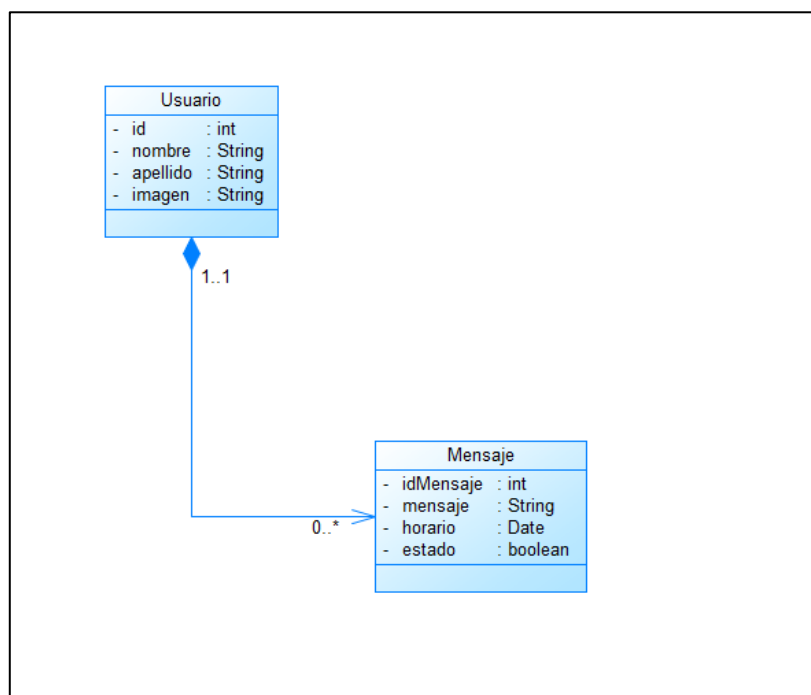 Usuario
- id : int
- nombre : String
- apellido : String
- imagen : String
1..1
Mensaje
- idMensaje : int
- mensaje : String
- horario : Date
- estado : boolean
0..*